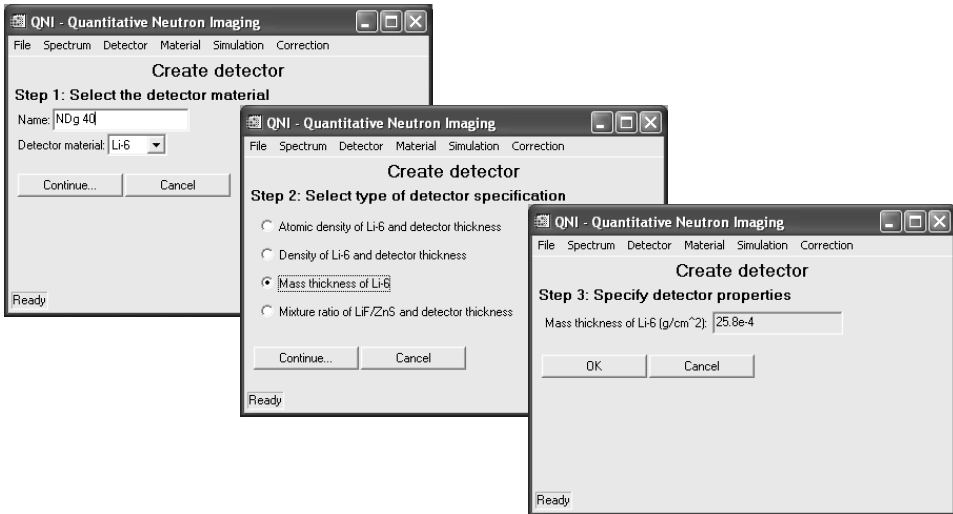 QNI - Quantitative Neutron Imaging
File Spectrum Detector Material Simulation Correction
Create detector
Step 1: Select the detector material
Name: NDg 40
Detector material: Li-6
Continue... Cancel
Ready
QNI - Quantitative Neutron Imaging
File Spectrum Detector Material Simulation Correction
Create detector
Step 2: Select type of detector specification
Atomic density of Li-6 and detector thickness
Density of Li-6 and detector thickness
Mass thickness of Li-6
Mixture ratio of LiF/ZnS and detector thickness
Continue... Cancel
Ready
QNI - Quantitative Neutron Imaging
File Spectrum Detector Material Simulation Correction
Create detector
Step 3: Specify detector properties
Mass thickness of Li-6 (g/cm^2): 25.8e-4
OK Cancel
Ready